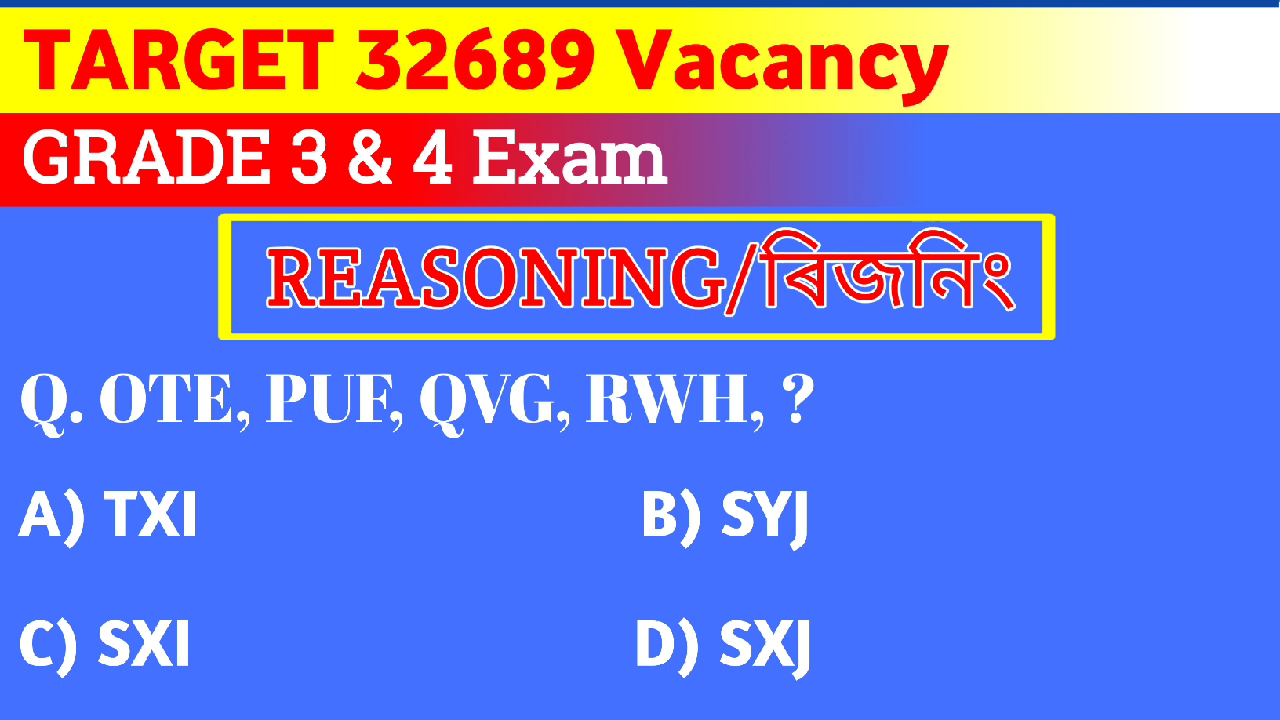 TARGET 32689 Vacancy
GRADE 3 & 4 Exam
REASONING/ৰিজনিং
Q. OTE, PUF, QVG, RWH, ?
A) TXI B) SYJ
C) SXI D) SXJ